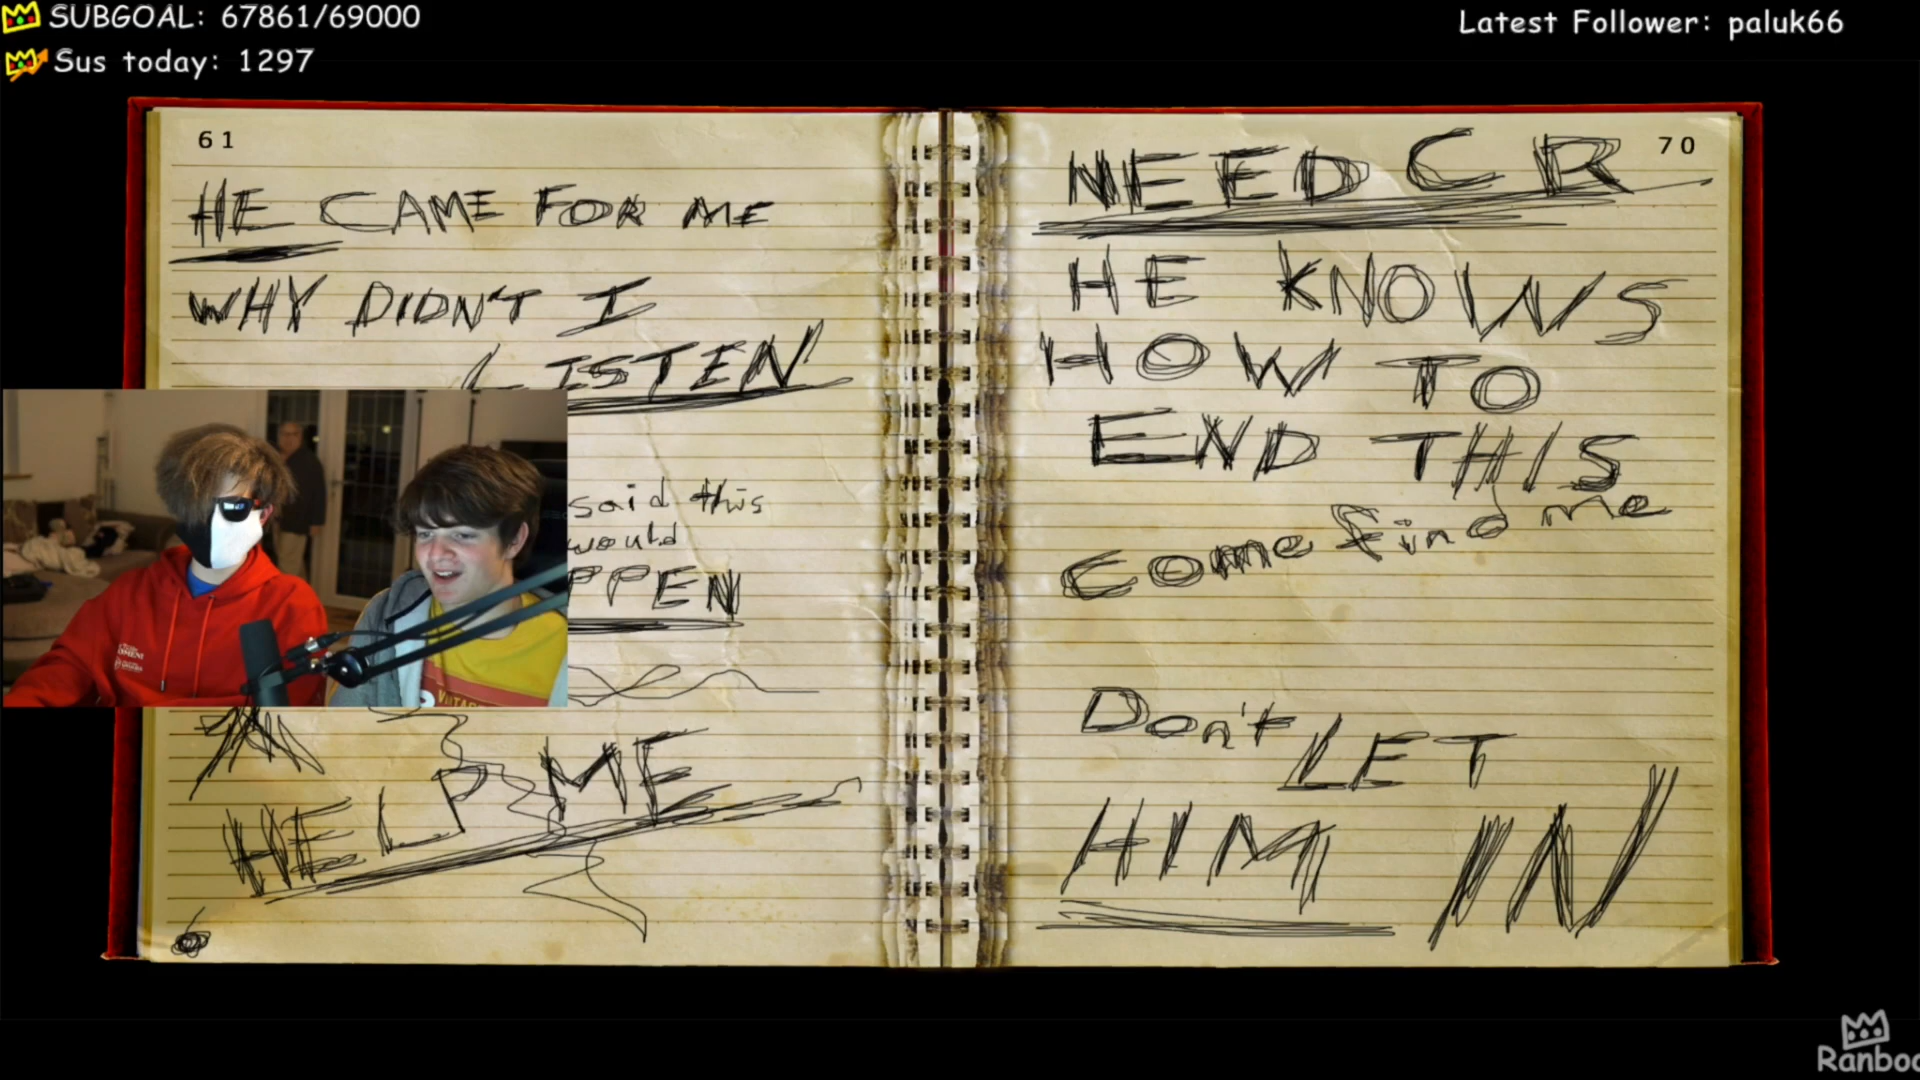 SUBGOAL: 67861/69000
Sus today: 1297
Latest Follower: paluk66
61
HE CAME FOR ME
WHY DIDN'T I
LISTEN
said this
would
PPEN
HELP ME
70
NEED CR
HE KNOWS
HOW TO
END THIS
come find me
Don't LET
HIM IN
Ranboo